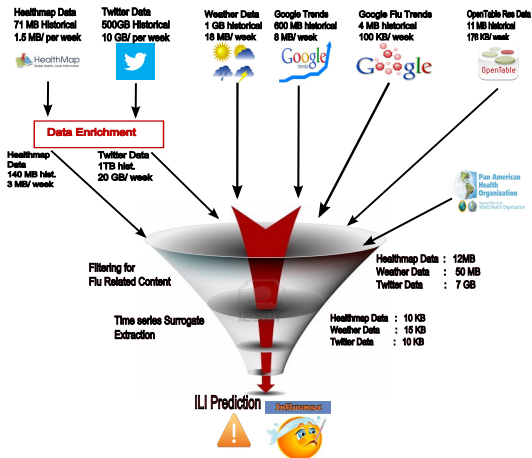 Healthmap Data
71 MB Historical
1.5 MB/ per week
HealthMap
Twitter Data
500GB Historical
10 GB/ per week
Weather Data
1 GB historical
18 MB/ week
Google Trends
600 MB historical
8 MB/ week
Google
trends
Google Flu Trends
4 MB historical
100 KB/ week
Google
OpenTable Res Data
11 MB historical
176 KB/ week
OpenTable
Data Enrichment
Healthmap
Data
140 MB hist.
3 MB/ week
Twitter Data
1TB hist.
20 GB/ week
Pan American
Health
Organization
World Health Organization
Filtering for
Flu Related Content
Healthmap Data : 12MB
Weather Data : 50 MB
Twitter Data : 7 GB
Time series Surrogate
Extraction
Healthmap Data : 10 KB
Weather Data : 15 KB
Twitter Data : 10 KB
ILI Prediction
Influenza